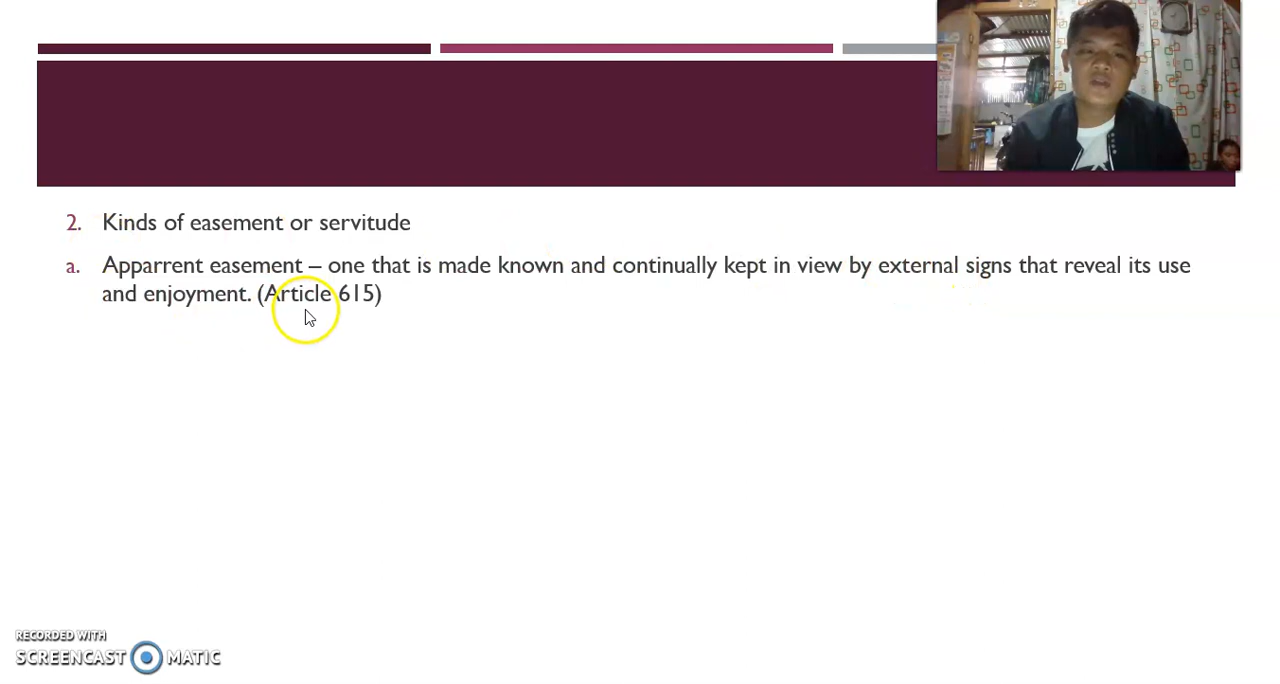 2. Kinds of easement or servitude
a. Apparrent easement – one that is made known and continually kept in view by external signs that reveal its use
and enjoyment. (Article 615)
RECORDED WITH
SCREENCAST MATIC